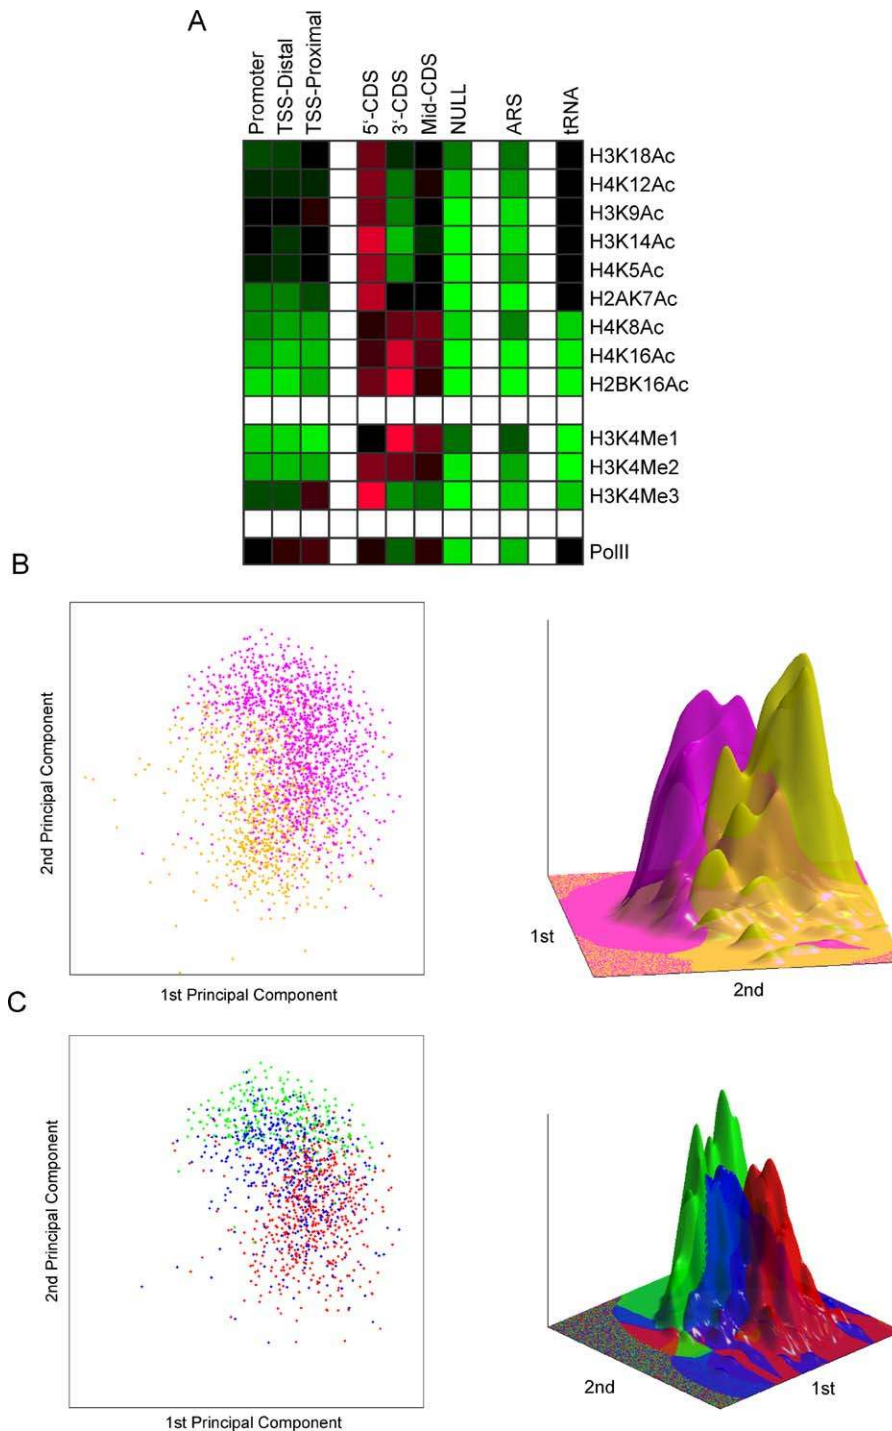 A
Promoter
TSS-Distal
TSS-Proximal
5'-CDS
3'-CDS
Mid-CDS
NULL
ARS
tRNA
H3K18Ac
H4K12Ac
H3K9Ac
H3K14Ac
H4K5Ac
H2AK7Ac
H4K8Ac
H4K16Ac
H2BK16Ac
H3K4Me1
H3K4Me2
H3K4Me3
PolII
B
2nd Principal Component
1st Principal Component
1st
2nd
C
2nd Principal Component
1st Principal Component
2nd
1st